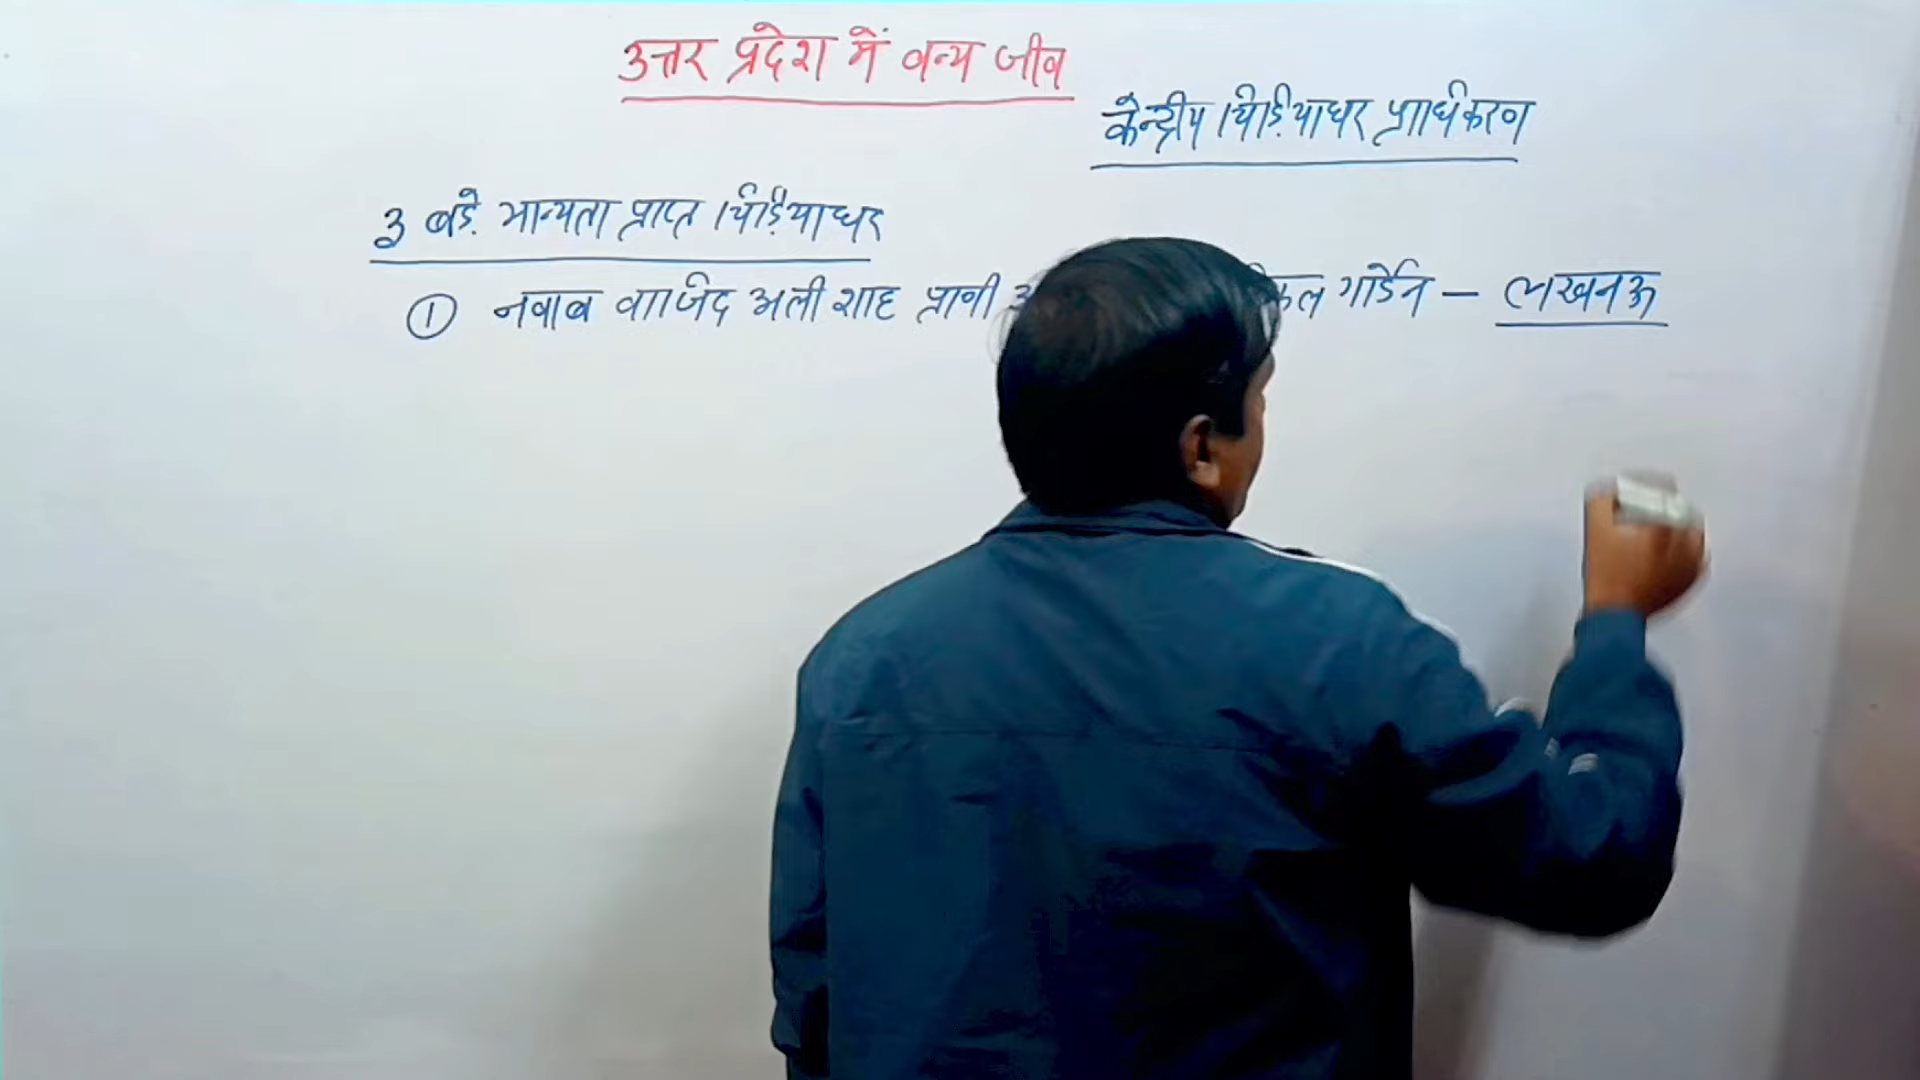 उत्तर प्रदेश में वन्य जीव
केन्द्रीय चिड़ियाघर प्राधिकरण
3 बड़े मान्यता प्राप्त चिड़ियाघर
① नवाब वाजिद अली शाह प्राणी गार्डन – लखनऊ